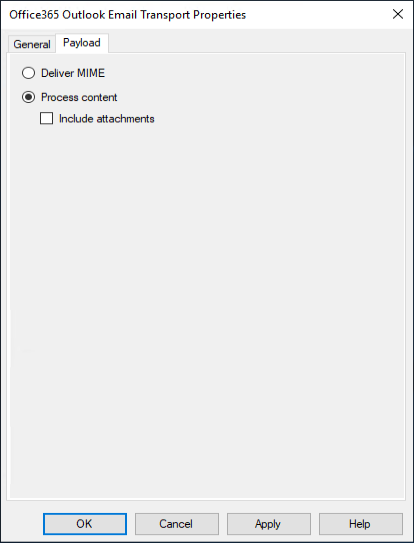 Office365 Outlook Email Transport Properties
General Payload
Deliver MIME
Process content
Include attachments
OK Cancel Apply Help